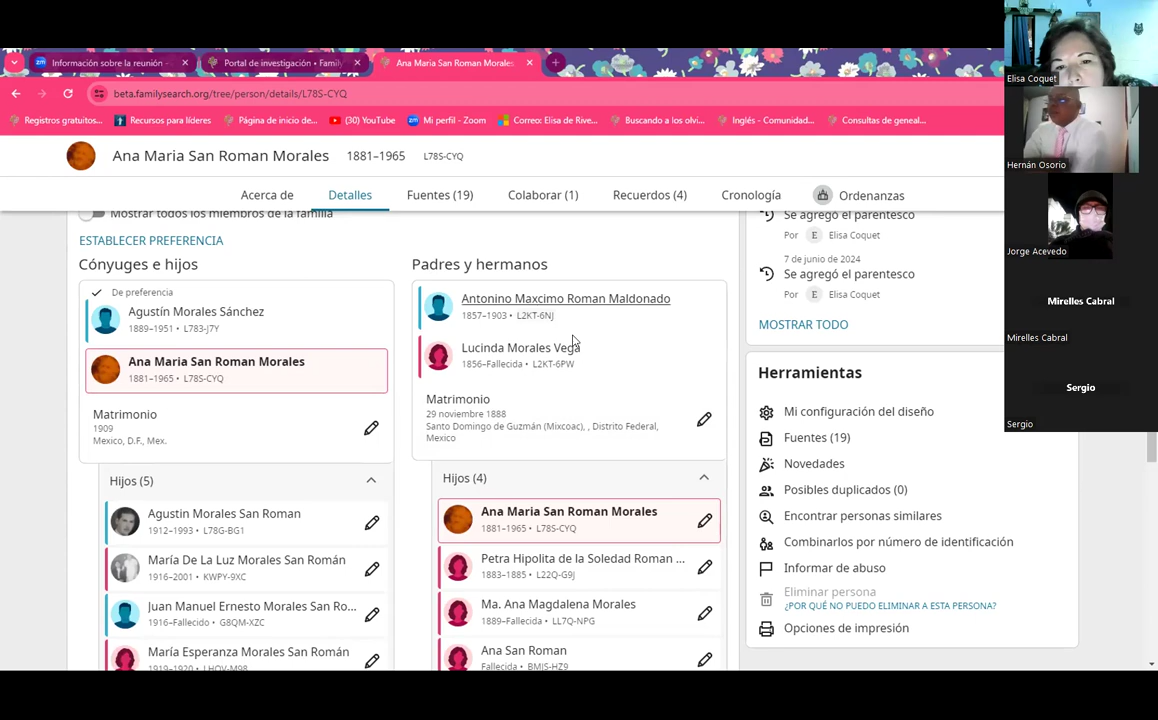 Información sobre la reunión -
Portal de investigación • Famil
Ana Maria San Roman Morales
beta.familysearch.org/tree/person/details/L78S-CYQ
Registros gratuitos...
Recursos para líderes
Página de inicio de...
(30) YouTube
Mi perfil - Zoom
Correo: Elisa de Rive...
Buscando a los olvi...
Inglés - Comunidad...
Consultas de geneal...
Ana Maria San Roman Morales
1881–1965
L78S-CYQ
Acerca de
Detalles
Fuentes (19)
Colaborar (1)
Recuerdos (4)
Cronología
Ordenanzas
Mostrar todos los miembros de la familia
ESTABLECER PREFERENCIA
Cónyuges e hijos
De preferencia
Agustín Morales Sánchez
1889–1951 • L783-J7Y
Ana Maria San Roman Morales
1881–1965 • L78S-CYQ
Matrimonio
1909
Mexico, D.F., Mex.
Hijos (5)
Agustin Morales San Roman
1912–1993 • L78G-BG1
María De La Luz Morales San Román
1916–2001 • KWPY-9XC
Juan Manuel Ernesto Morales San Ro...
1916–Fallecido • G8QM-XZC
María Esperanza Morales San Román
1919–1920 • LHQV-M98
Padres y hermanos
Antonino Maxcimo Roman Maldonado
1857–1903 • L2KT-6NJ
Lucinda Morales Vega
1856–Fallecida • L2KT-6PW
Matrimonio
29 noviembre 1888
Santo Domingo de Guzmán (Mixcoac), , Distrito Federal,
Mexico
Hijos (4)
Ana Maria San Roman Morales
1881–1965 • L78S-CYQ
Petra Hipolita de la Soledad Roman ...
1883–1885 • L22Q-G9J
Ma. Ana Magdalena Morales
1889–Fallecida • LL7Q-NPG
Ana San Roman
Fallecida • BMJS-HZ9
Se agregó el parentesco
Por E Elisa Coquet
7 de junio de 2024
Se agregó el parentesco
Por E Elisa Coquet
MOSTRAR TODO
Herramientas
Mi configuración del diseño
Fuentes (19)
Novedades
Posibles duplicados (0)
Encontrar personas similares
Combinarlos por número de identificación
Informar de abuso
Eliminar persona
¿POR QUÉ NO PUEDO ELIMINAR A ESTA PERSONA?
Opciones de impresión
Elisa Coquet
Hernán Osorio
Jorge Acevedo
Mirelles Cabral
Mirelles Cabral
Sergio
Sergio